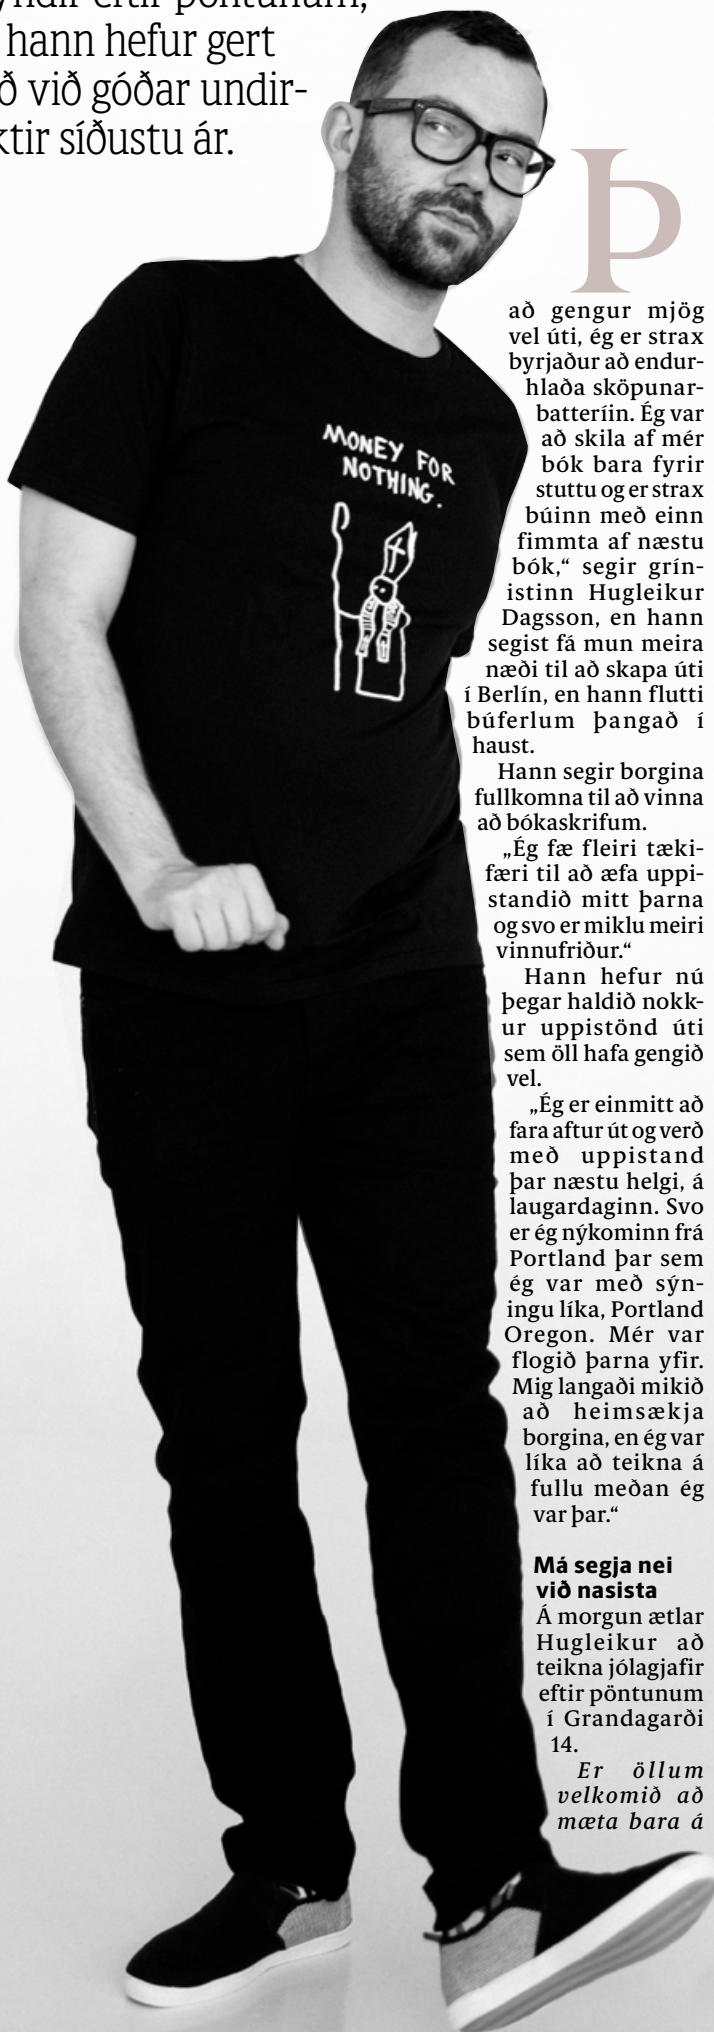 eftir pöntunum,
hann hefur gert
við góðar undir-
síðustu ár.
MONEY FOR
NOTHING.
Þ
að gengur mjög
vel úti, ég er strax
byrjaður að endur-
hlaða sköpunar-
batteríin. Ég var
að skila af mér
bók bara fyrir
stuttu og er strax
búinn með einn
fimmta af næstu
bók,“ segir grín-
istinn Hugleikur
Dagsson, en hann
segist fá mun meira
næði til að skapa úti
í Berlín, en hann flutti
búferlum þangað í
haust.
Hann segir borgina
fullkomna til að vinna
að bókaskrifum.
„Ég fæ fleiri tæki-
færi til að æfa uppi-
standið mitt þarna
og svo er miklu meiri
vinnufriður.“
Hann hefur nú
þegar haldið nokk-
ur uppistönd úti
sem öll hafa gengið
vel.
„Ég er einmitt að
fara aftur út og verð
með uppistand
þar næstu helgi, á
laugardaginn. Svo
er ég nýkominn frá
Portland þar sem
ég var með sýn-
ingu líka, Portland
Oregon. Mér var
flogið þarna yfir.
Mig langaði mikið
að heimsækja
borgina, en ég var
líka að teikna á
fullu meðan ég
var þar.“
Má segja nei
við nasista
Á morgun ætlar
Hugleikur að
teikna jólagjafir
eftir pöntunum
í Grandagarði
14.
Er öllum
velkomið að
mæta bara á